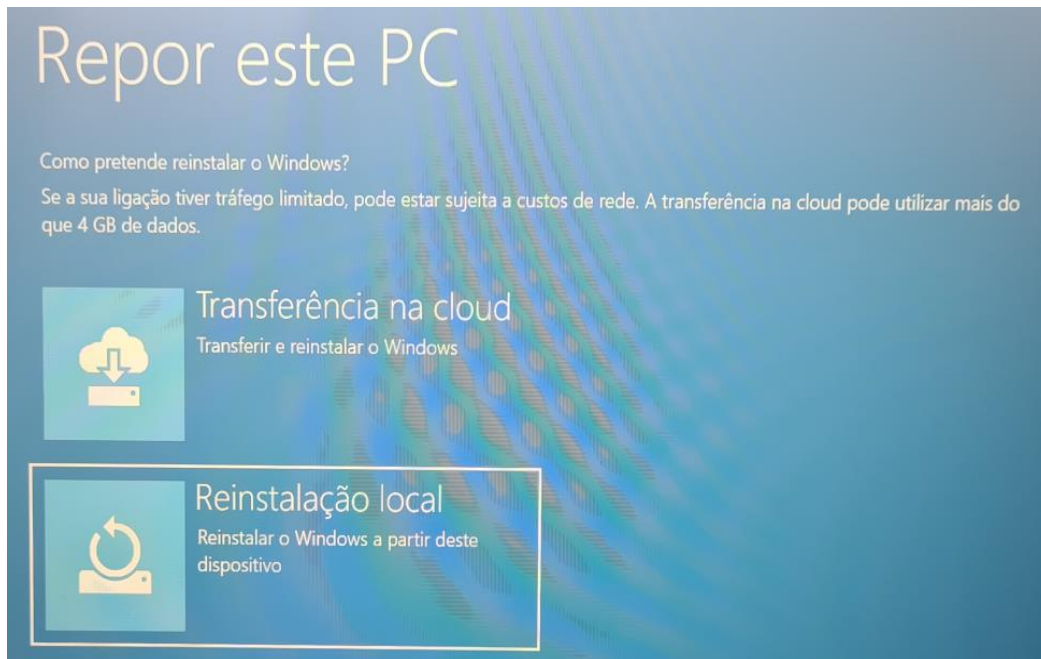 Repor este PC
Como pretende reinstalar o Windows?
Se a sua ligação tiver tráfego limitado, pode estar sujeita a custos de rede. A transferência na cloud pode utilizar mais do
que 4 GB de dados.
Transferência na cloud
Transferir e reinstalar o Windows
Reinstalação local
Reinstalar o Windows a partir deste
dispositivo